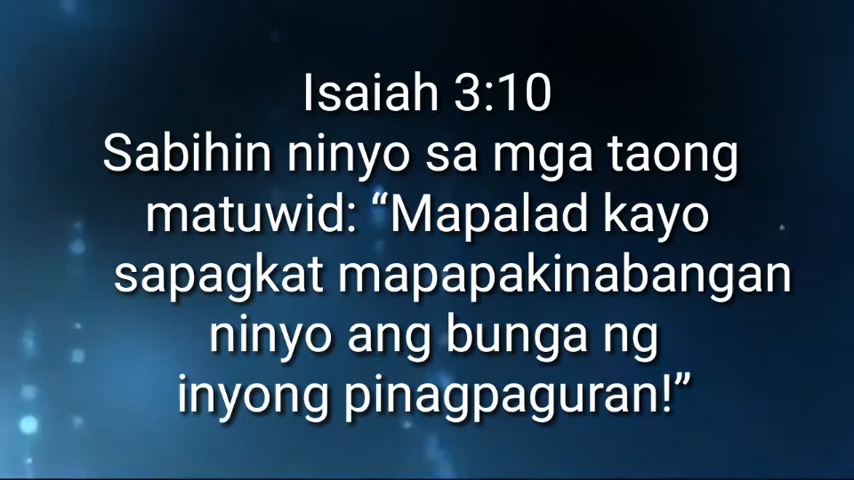 Isaiah 3:10
Sabihin ninyo sa mga taong
matuwid: “Mapalad kayo
sapagkat mapapakinabangan
ninyo ang bunga ng
inyong pinagpaguran!”